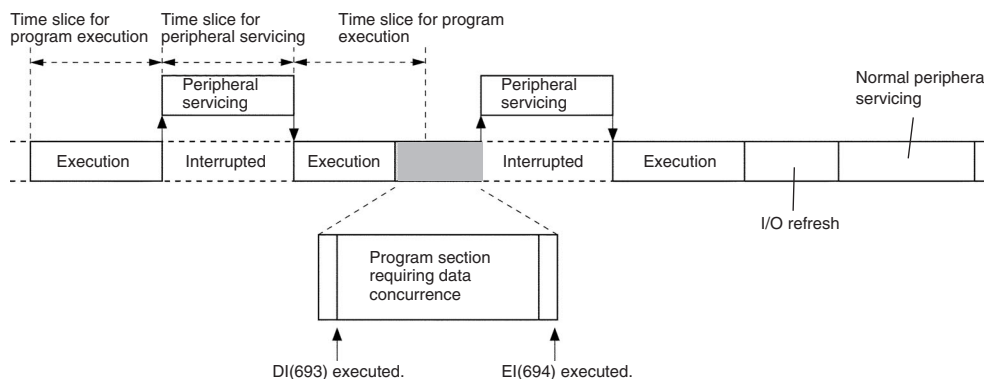 Time slice for
program execution
Time slice for
peripheral servicing
Time slice for program
execution
Peripheral
servicing
Peripheral
servicing
Normal peripheral
servicing
Execution
Interrupted
Execution
Interrupted
Execution
I/O refresh
Program section
requiring data
concurrence
DI(693) executed.
EI(694) executed.